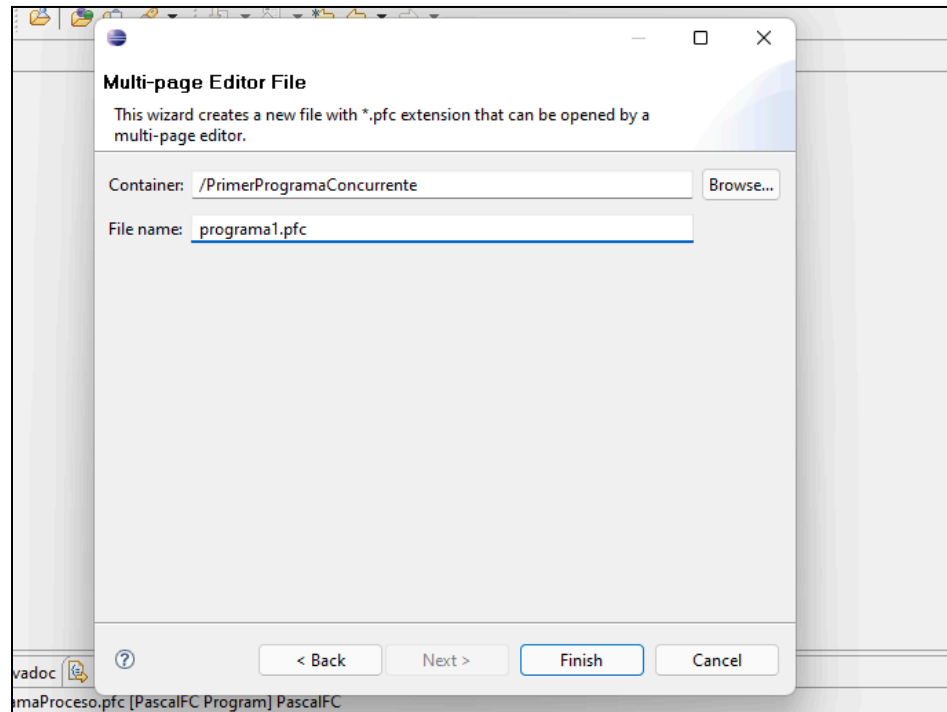 Multi-page Editor File
This wizard creates a new file with *.pfc extension that can be opened by a
multi-page editor.
Container: /PrimerProgramaConcurrente Browse...
File name: programa1.pfc
< Back Next > Finish Cancel
vadoc
maProceso.pfc [PascalFC Program] PascalFC